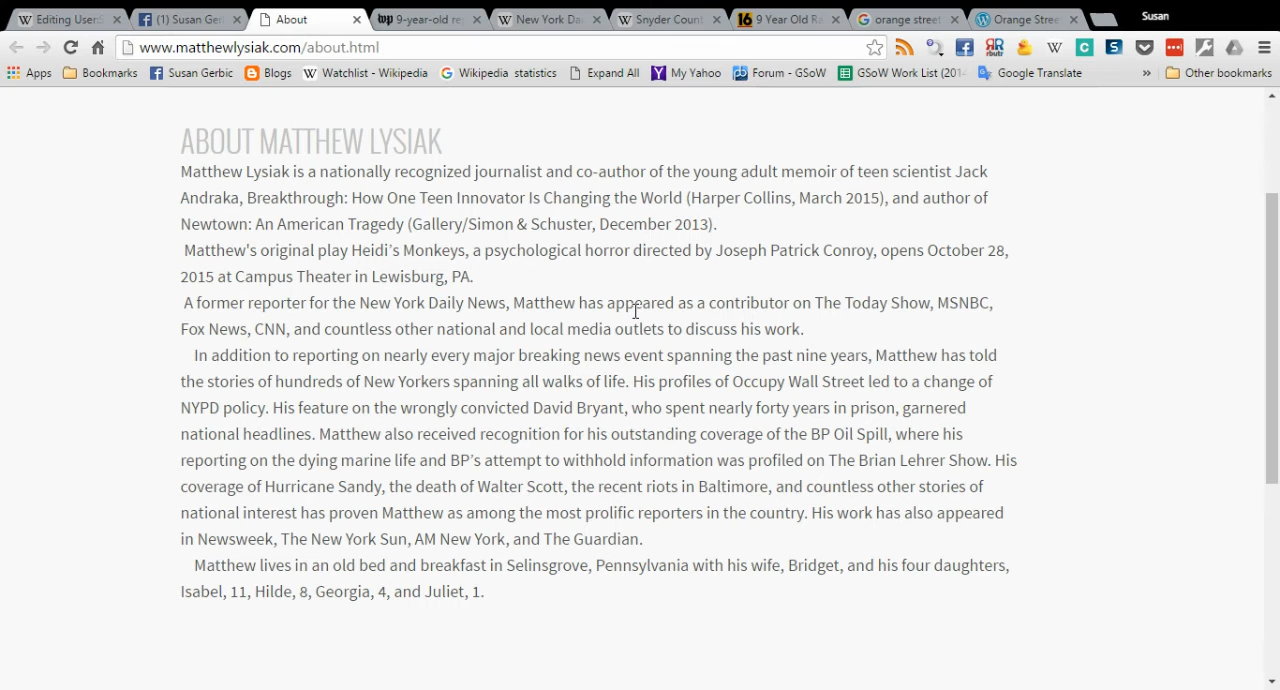 Editing User:S
(1) Susan Ger
About
9-year-old re
New York Da
Snyder Coun
9 Year Old R
orange street
Orange Stree
Susan
www.matthewlysiak.com/about.html
Apps Bookmarks Susan Gerbic Blogs Watchlist - Wikipedia Wikipedia statistics Expand All My Yahoo Forum - GSoW GSoW Work List (201 Google Translate » Other bookmarks
ABOUT MATTHEW LYSIAK
Matthew Lysiak is a nationally recognized journalist and co-author of the young adult memoir of teen scientist Jack
Andraka, Breakthrough: How One Teen Innovator Is Changing the World (Harper Collins, March 2015), and author of
Newtown: An American Tragedy (Gallery/Simon & Schuster, December 2013).
Matthew's original play Heidi’s Monkeys, a psychological horror directed by Joseph Patrick Conroy, opens October 28,
2015 at Campus Theater in Lewisburg, PA.
A former reporter for the New York Daily News, Matthew has appeared as a contributor on The Today Show, MSNBC,
Fox News, CNN, and countless other national and local media outlets to discuss his work.
In addition to reporting on nearly every major breaking news event spanning the past nine years, Matthew has told
the stories of hundreds of New Yorkers spanning all walks of life. His profiles of Occupy Wall Street led to a change of
NYPD policy. His feature on the wrongly convicted David Bryant, who spent nearly forty years in prison, garnered
national headlines. Matthew also received recognition for his outstanding coverage of the BP Oil Spill, where his
reporting on the dying marine life and BP’s attempt to withhold information was profiled on The Brian Lehrer Show. His
coverage of Hurricane Sandy, the death of Walter Scott, the recent riots in Baltimore, and countless other stories of
national interest has proven Matthew as among the most prolific reporters in the country. His work has also appeared
in Newsweek, The New York Sun, AM New York, and The Guardian.
Matthew lives in an old bed and breakfast in Selinsgrove, Pennsylvania with his wife, Bridget, and his four daughters,
Isabel, 11, Hilde, 8, Georgia, 4, and Juliet, 1.